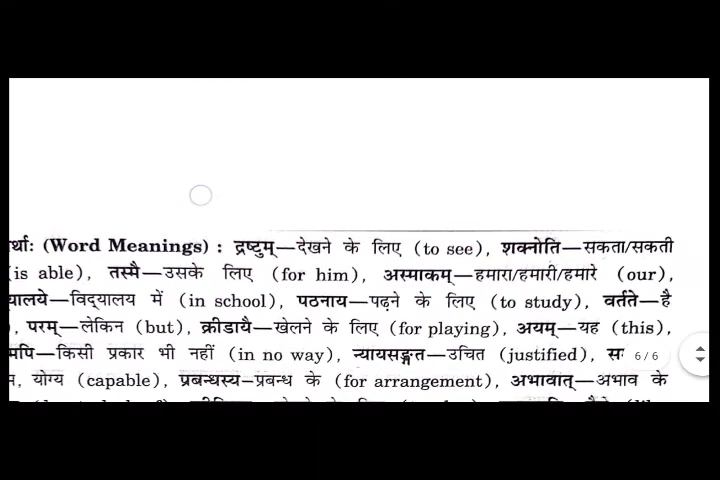 र्थाः (Word Meanings) : द्रष्टुम्—देखने के लिए (to see), शक्नोति—सकता/सकती
(is able), तस्मै—उसके लिए (for him), अस्माकम्—हमारा/हमारी/हमारे (our),
यालये—विद्यालय में (in school), पठनाय—पढ़ने के लिए (to study), वर्तते—है
), परम्—लेकिन (but), क्रीडायै—खेलने के लिए (for playing), अयम्—यह (this),
मपि—किसी प्रकार भी नहीं (in no way), न्यायसङ्गत—उचित (justified), 6/6
योग्य (capable), प्रबन्धस्य—प्रबन्ध के (for arrangement), अभावात्—अभाव के